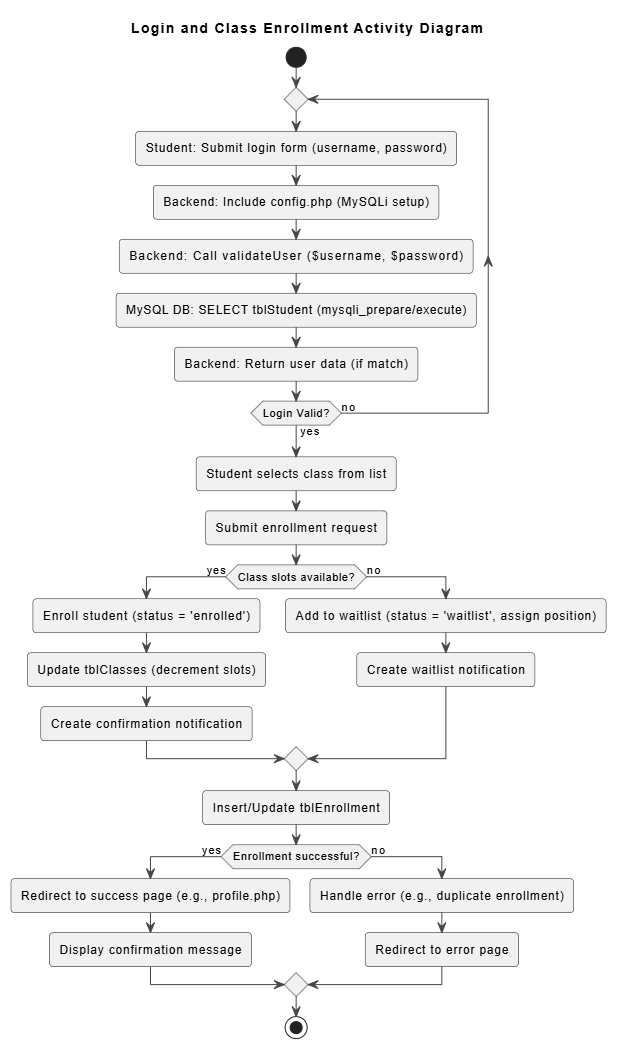 Login and Class Enrollment Activity Diagram
Student: Submit login form (username, password)
Backend: Include config.php (MySQLi setup)
Backend: Call validateUser ($username, $password)
MySQL DB: SELECT tblStudent (mysqli_prepare/execute)
Backend: Return user data (if match)
Login Valid?
no
yes
Student selects class from list
Submit enrollment request
yes
Class slots available?
no
Enroll student (status = 'enrolled')
Add to waitlist (status = 'waitlist', assign position)
Update tblClasses (decrement slots)
Create waitlist notification
Create confirmation notification
Insert/Update tblEnrollment
yes
Enrollment successful?
no
Redirect to success page (e.g., profile.php)
Handle error (e.g., duplicate enrollment)
Display confirmation message
Redirect to error page